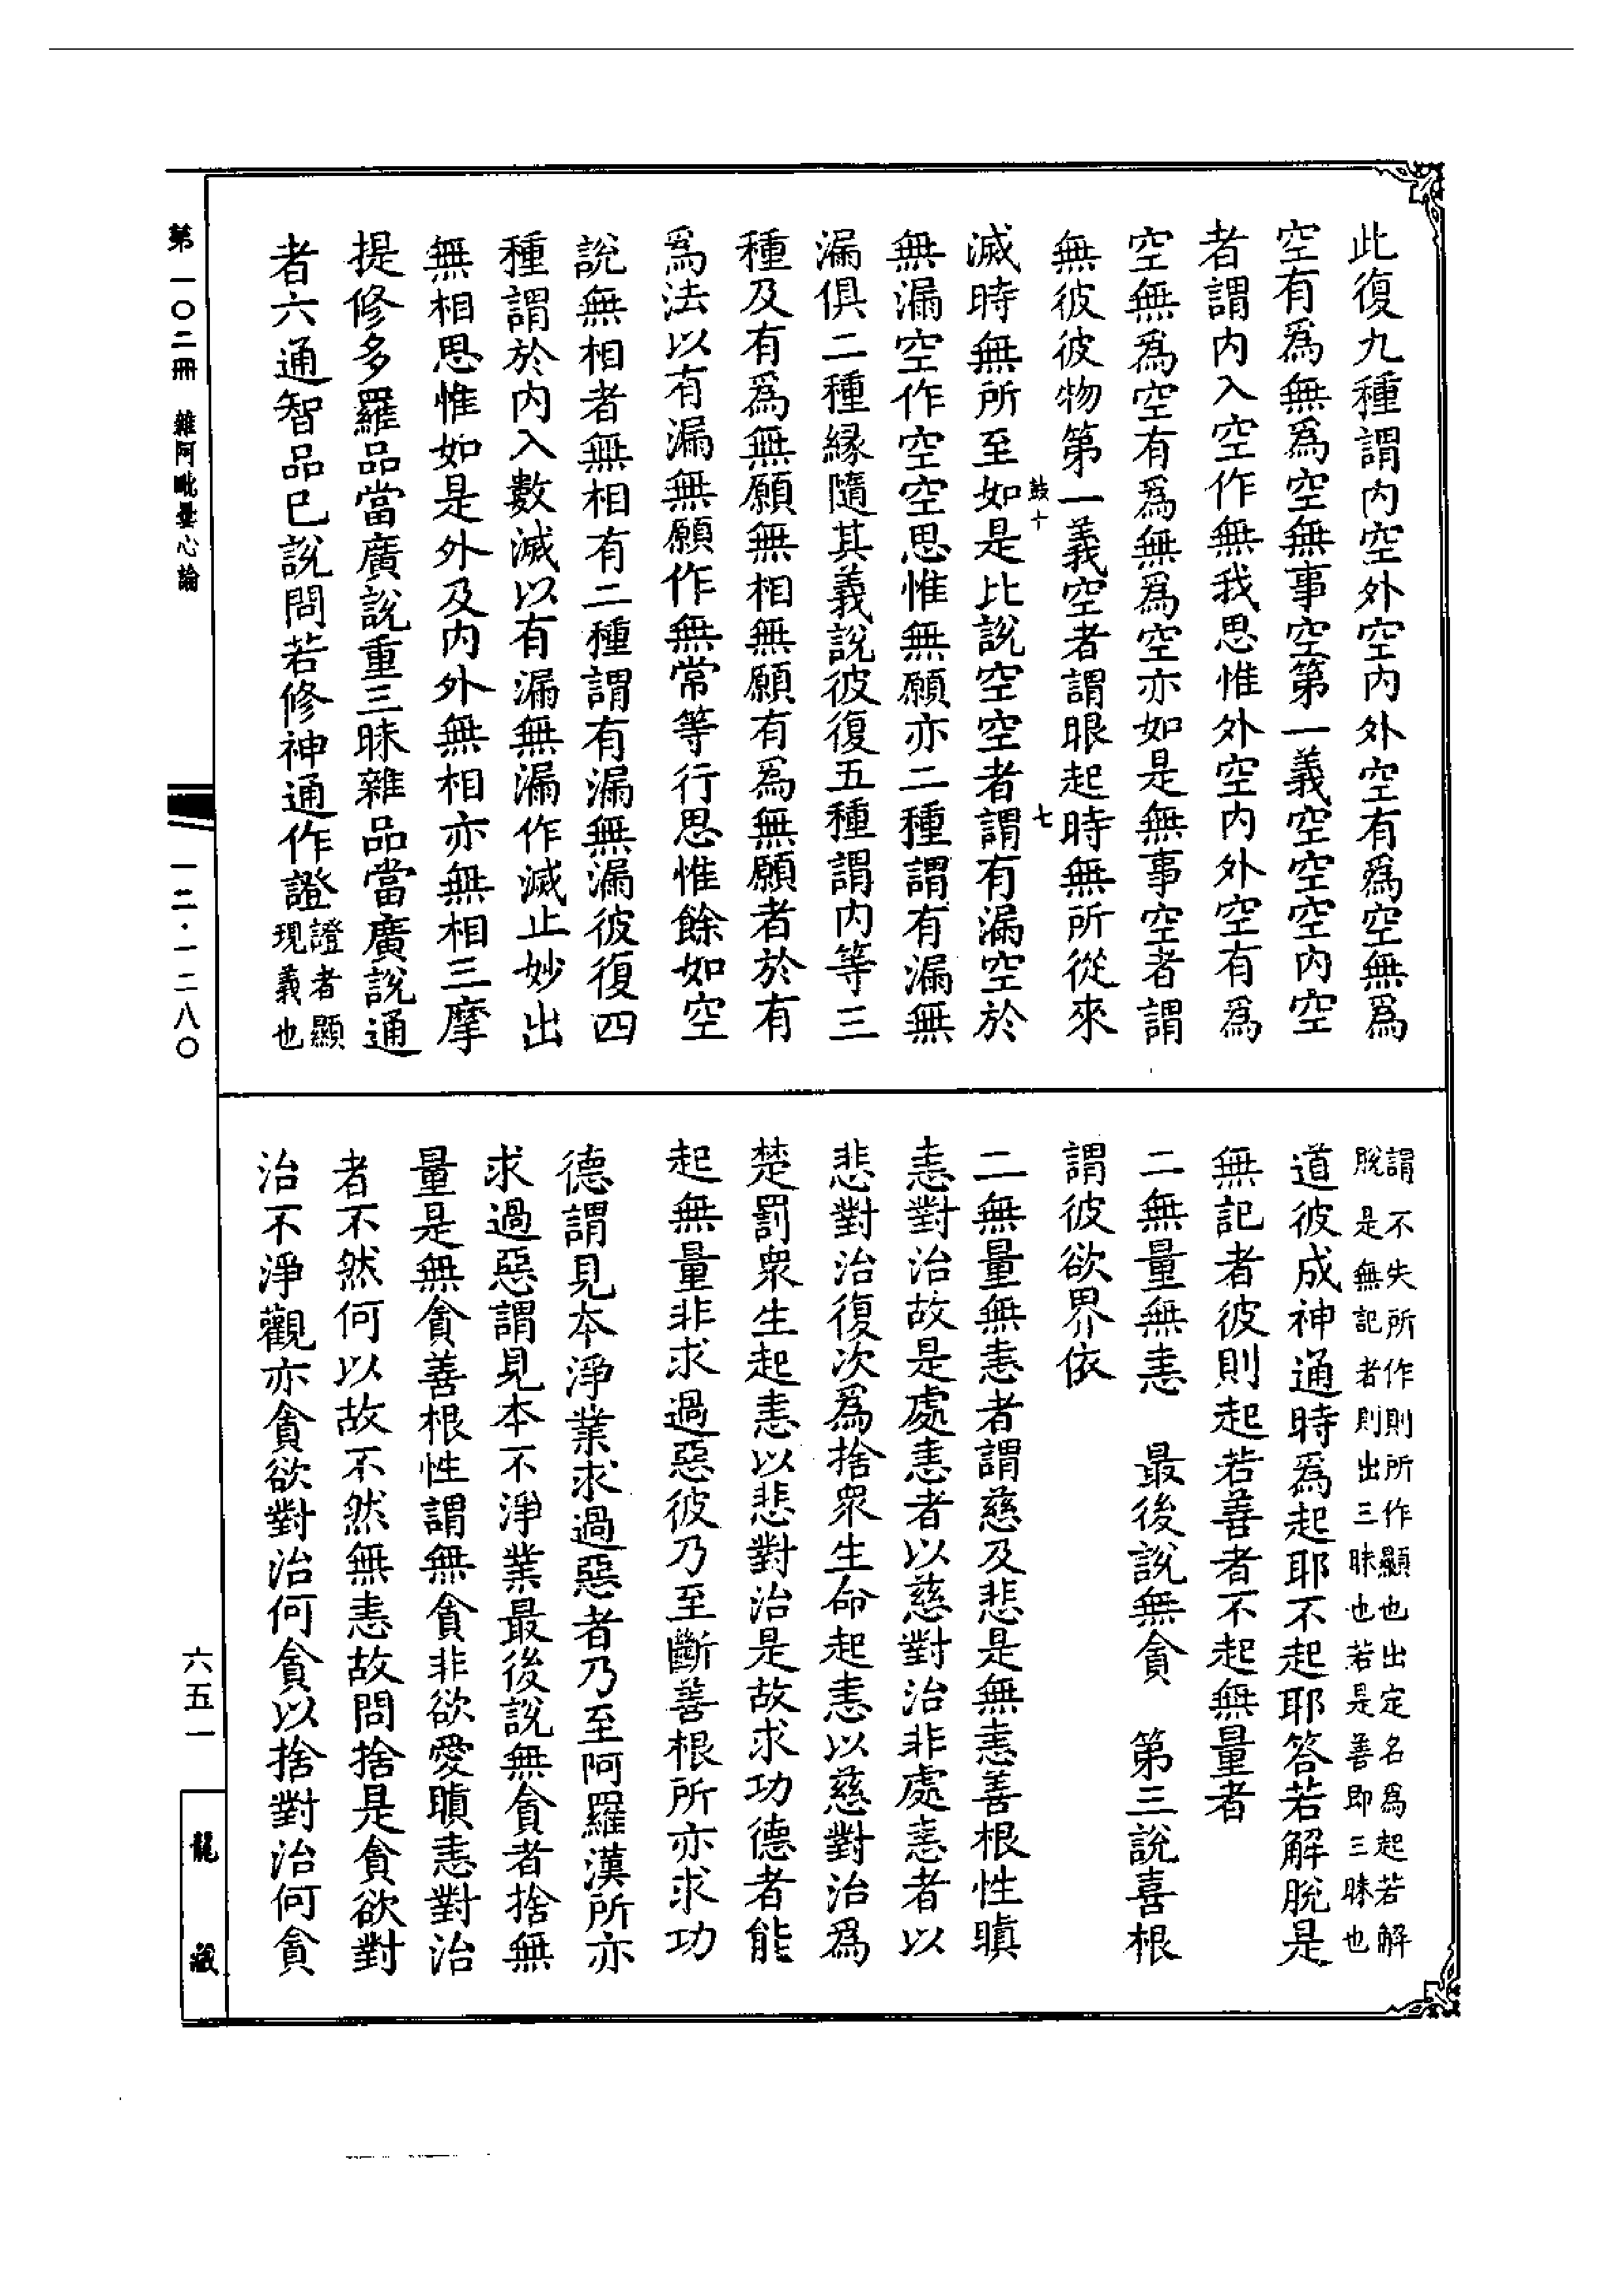 此復九種謂内空外空内外空有爲空無爲
空有爲無爲空無事空第一義空空空内空
者謂内入空作無我思惟外空内外空有爲
空無爲空有爲無爲空亦如是無事空者謂
無彼彼物第一義空者謂眼起時無所從來
鼓十
七
滅時無所至如是比說空空者謂有漏空於
無漏空作空空思惟無願亦二種謂有漏無
漏俱二種緣隨其義說彼復五種謂内等三
種及有爲無願無相無願有爲無願者於有
爲法以有漏無願作無常等行思惟餘如空
說無相者無相有二種謂有漏無漏彼復四
種謂於内入數滅以有漏無漏作滅止妙出
無相思惟如是外及内外無相亦無相三摩
提修多羅品當廣說重三昧雜品當廣說通
者六通智品已說問若修神通作證
證者顯
現義也
謂不失所作則所作顯也出定名爲起若解
脫是無記者則出三昧也若是善即三昧也
道彼成神通時爲起耶不起耶答若解脫是
無記者彼則起若善者不起無量者
二無量無恚　最後說無貪　第三說喜根
謂彼欲界依
二無量無恚者謂慈及悲是無恚善根性瞋
恚對治故是處恚者以慈對治非處恚者以
悲對治復次爲捨衆生命起恚以慈對治爲
楚罰衆生起恚以悲對治是故求功德者能
起無量非求過惡彼乃至斷善根所亦求功
德謂見本淨業求過惡者乃至阿羅漢所亦
求過惡謂見本不淨業最後說無貪者捨無
量是無貪善根性謂無貪非欲愛瞋恚對治
者不然何以故不然無恚故問捨是貪欲對
治不淨觀亦貪欲對治何貪以捨對治何貪
第一〇二冊　雜阿毗曇心論
一二·一二八〇
六五一
龍藏